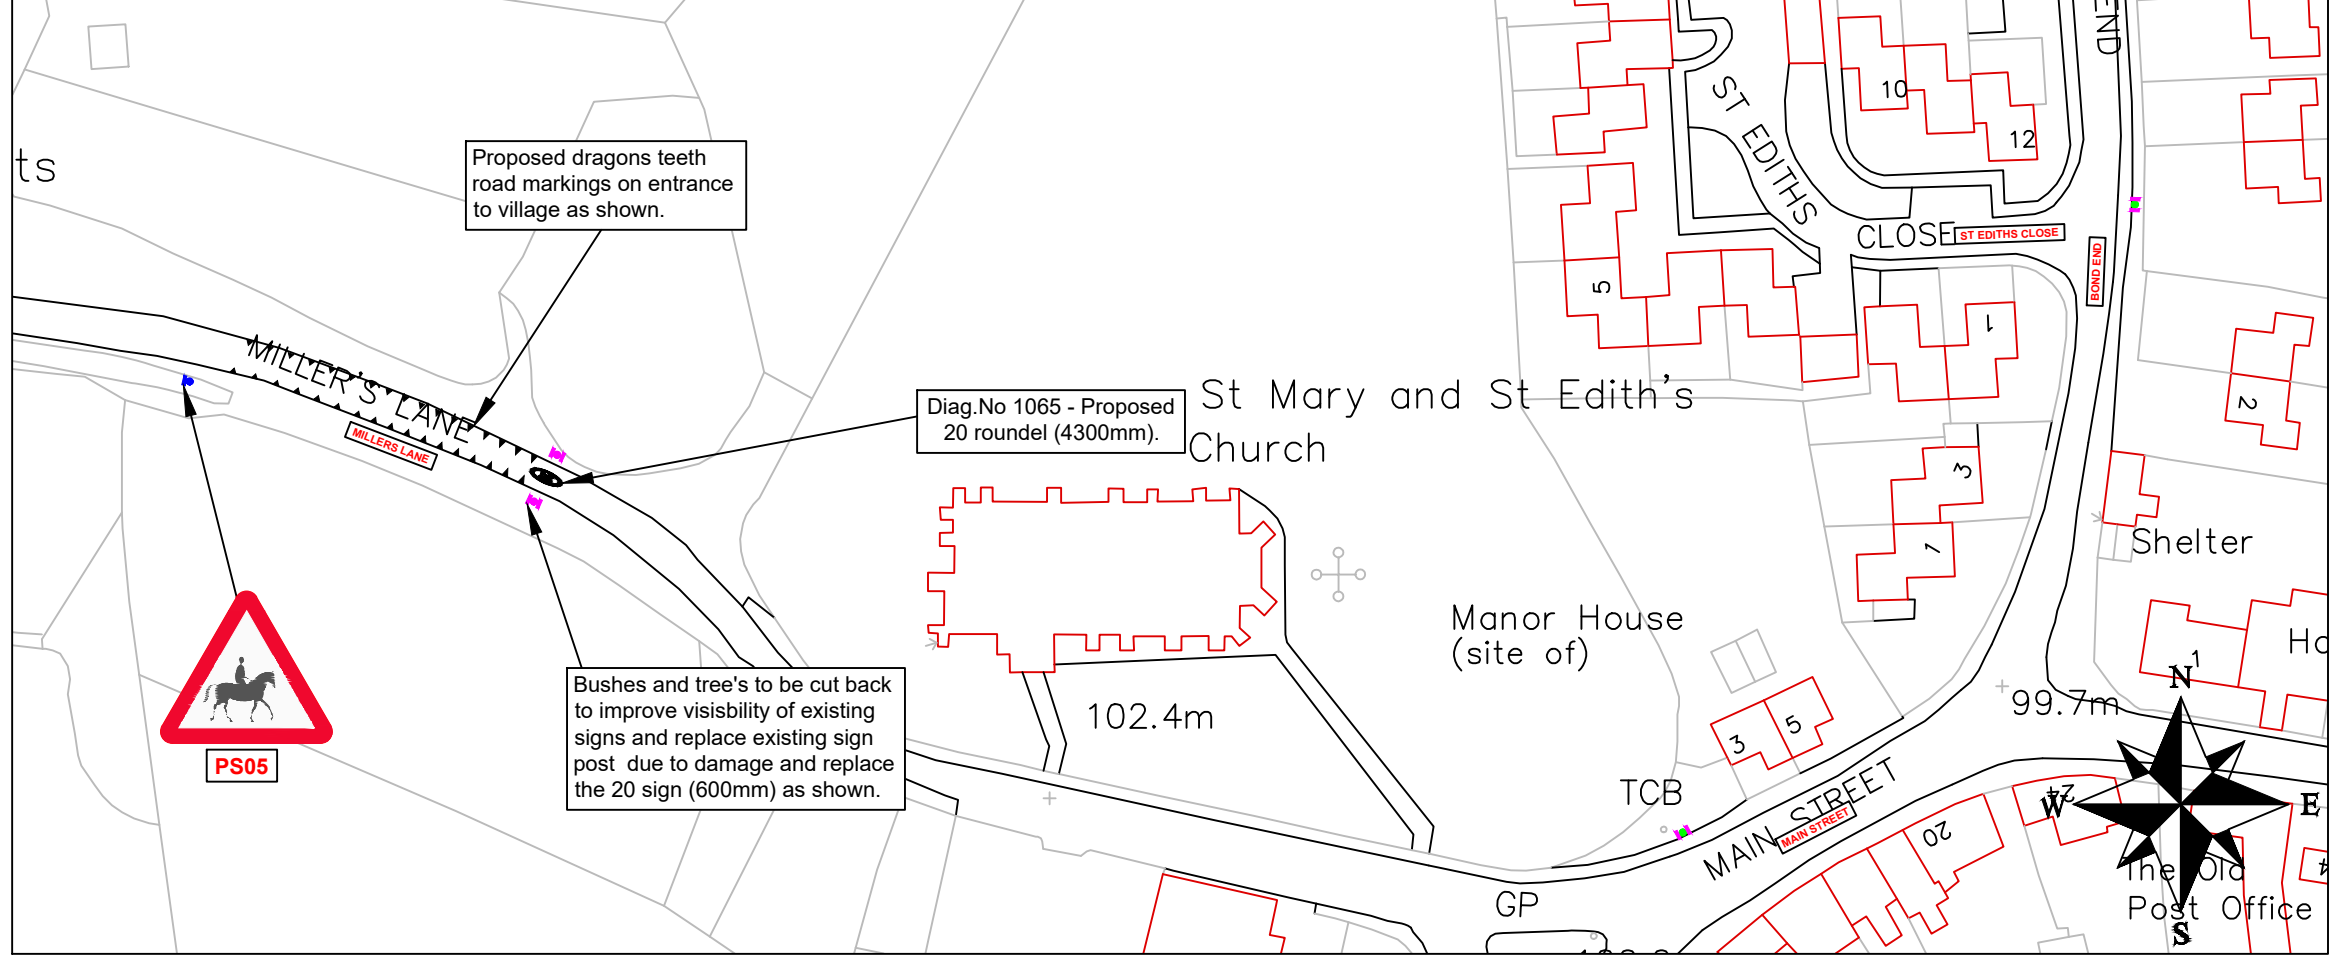 ts
Proposed dragons teeth
road markings on entrance
to village as shown.
MILLER'S LANE
MILLERS LANE
Diag.No 1065 - Proposed
20 roundel (4300mm).
St Mary and St Edith's
Church
PS05
Bushes and tree's to be cut back
to improve visisbility of existing
signs and replace existing sign
post  due to damage and replace
the 20 sign (600mm) as shown.
102.4m
Manor House
(site of)
ST EDITHS
CLOSE
ST EDITHS CLOSE
END
BOND END
10
12
5
1
3
1
2
Shelter
Ho
1
99.7m
3
5
TCB
MAIN STREET
MAIN STREET
GP
20
24
4
The Old
Post Office
N
W
E
S